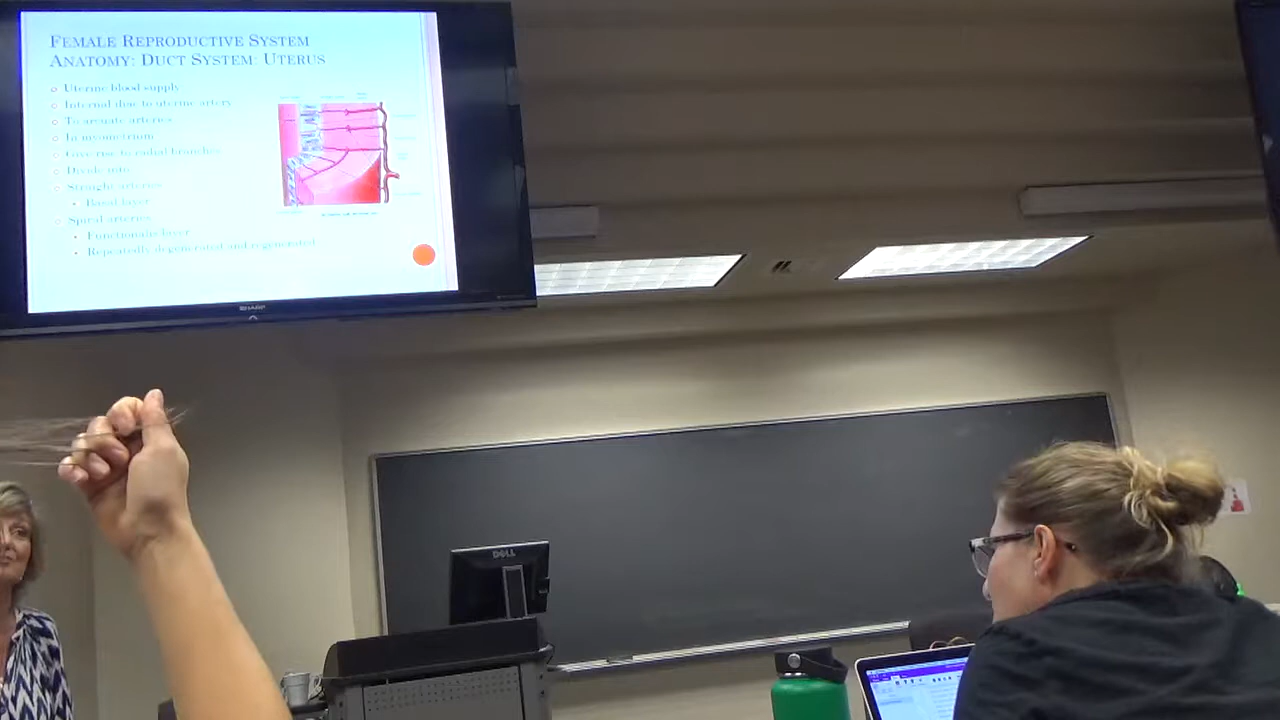 FEMALE REPRODUCTIVE SYSTEM
ANATOMY: DUCT SYSTEM: UTERUS
Uterine blood supply
Internal iliac to uterine artery
To arcuate arteries
In myometrium
Give rise to radial branches
Divide into
Straight arteries
Basal layer
Spiral arteries
Functionalis layer
Repeatedly degenerated and regenerated
SHARP
DELL